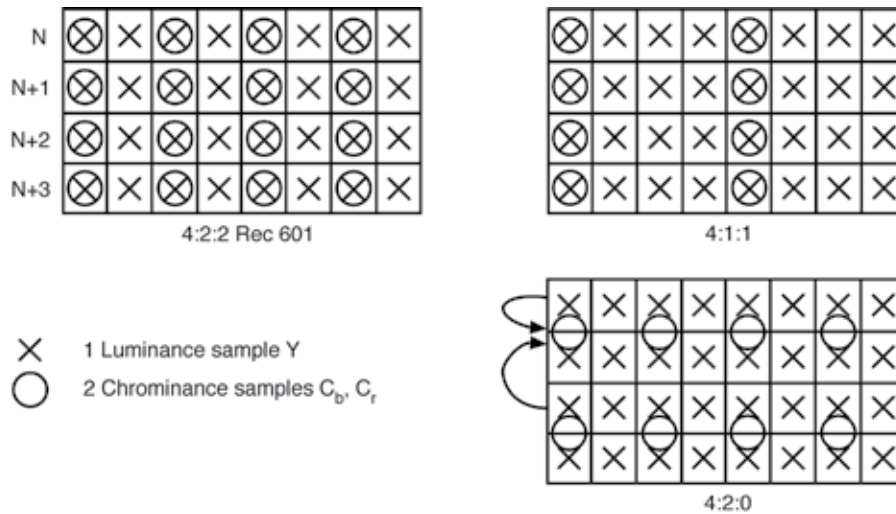 N
N+1
N+2
N+3
4:2:2 Rec 601
4:1:1
1 Luminance sample Y
2 Chrominance samples Cb, Cr
4:2:0